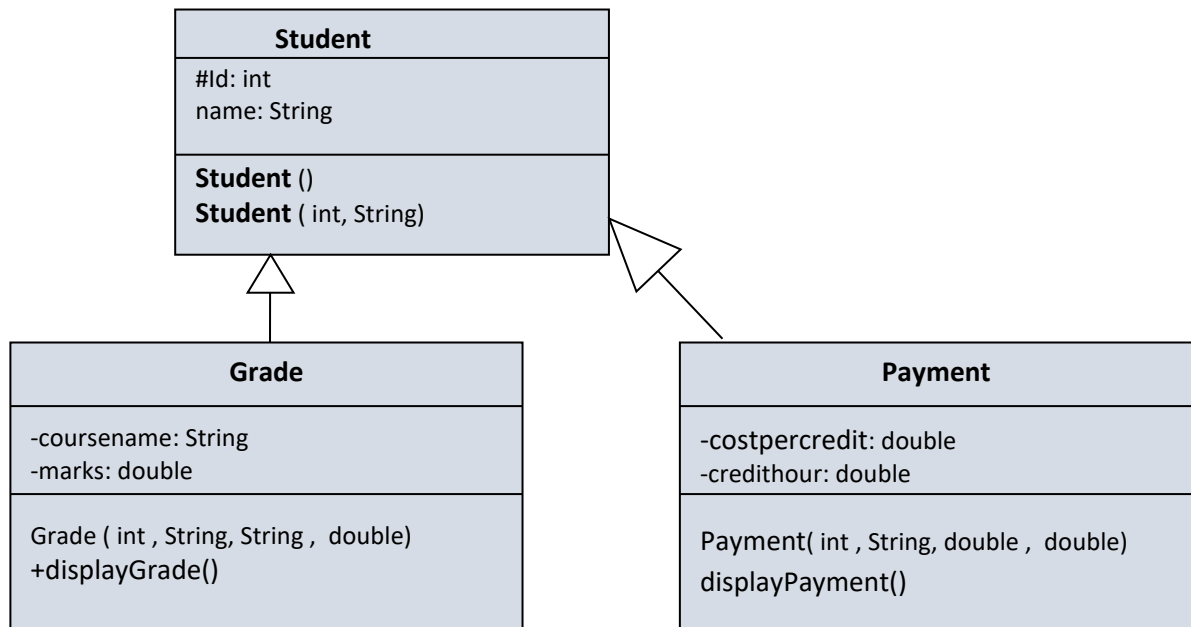 Student
#Id: int
name: String
Student ()
Student ( int, String)
Grade
-coursename: String
-marks: double
Grade ( int , String, String ,  double)
+displayGrade()
Payment
-costpercredit: double
-credithour: double
Payment( int , String, double ,  double)
displayPayment()